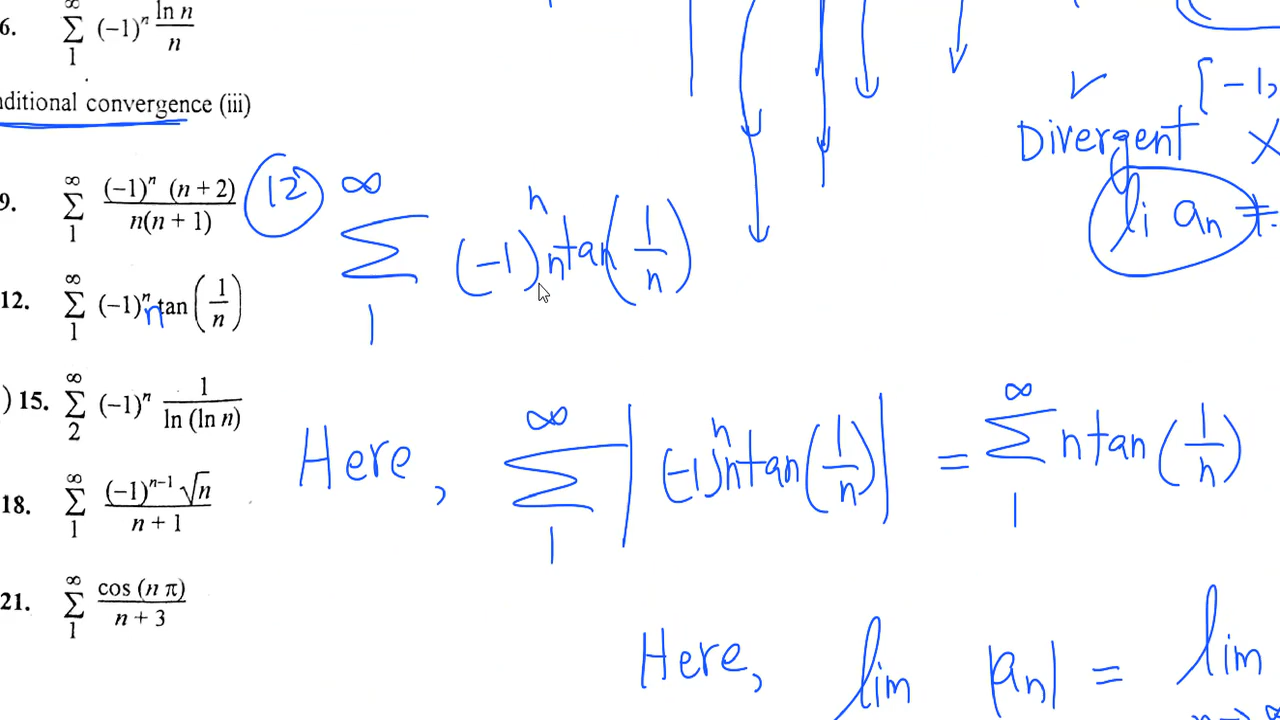 6. ∞ Σ 1 (-1)ⁿ ln n / n
nditional convergence (iii)
9. ∞ Σ 1 (-1)ⁿ (n + 2) / n(n + 1)
12. ∞ Σ 1 (-1)ⁿ n tan (1/n)
) 15. ∞ Σ 2 (-1)ⁿ 1 / ln (ln n)
18. ∞ Σ 1 (-1)ⁿ⁻¹ √n / n + 1
21. ∞ Σ 1 cos (n π) / n + 3
12 ∞ Σ 1 (-1)ⁿ n tan (1/n)
✓ [-1,
Divergent X
li aₙ ≠
Here, ∞ Σ 1 |(-1)ⁿ n tan (1/n)| = ∞ Σ 1 n tan (1/n)
Here, lim |aₙ| = lim n→∞